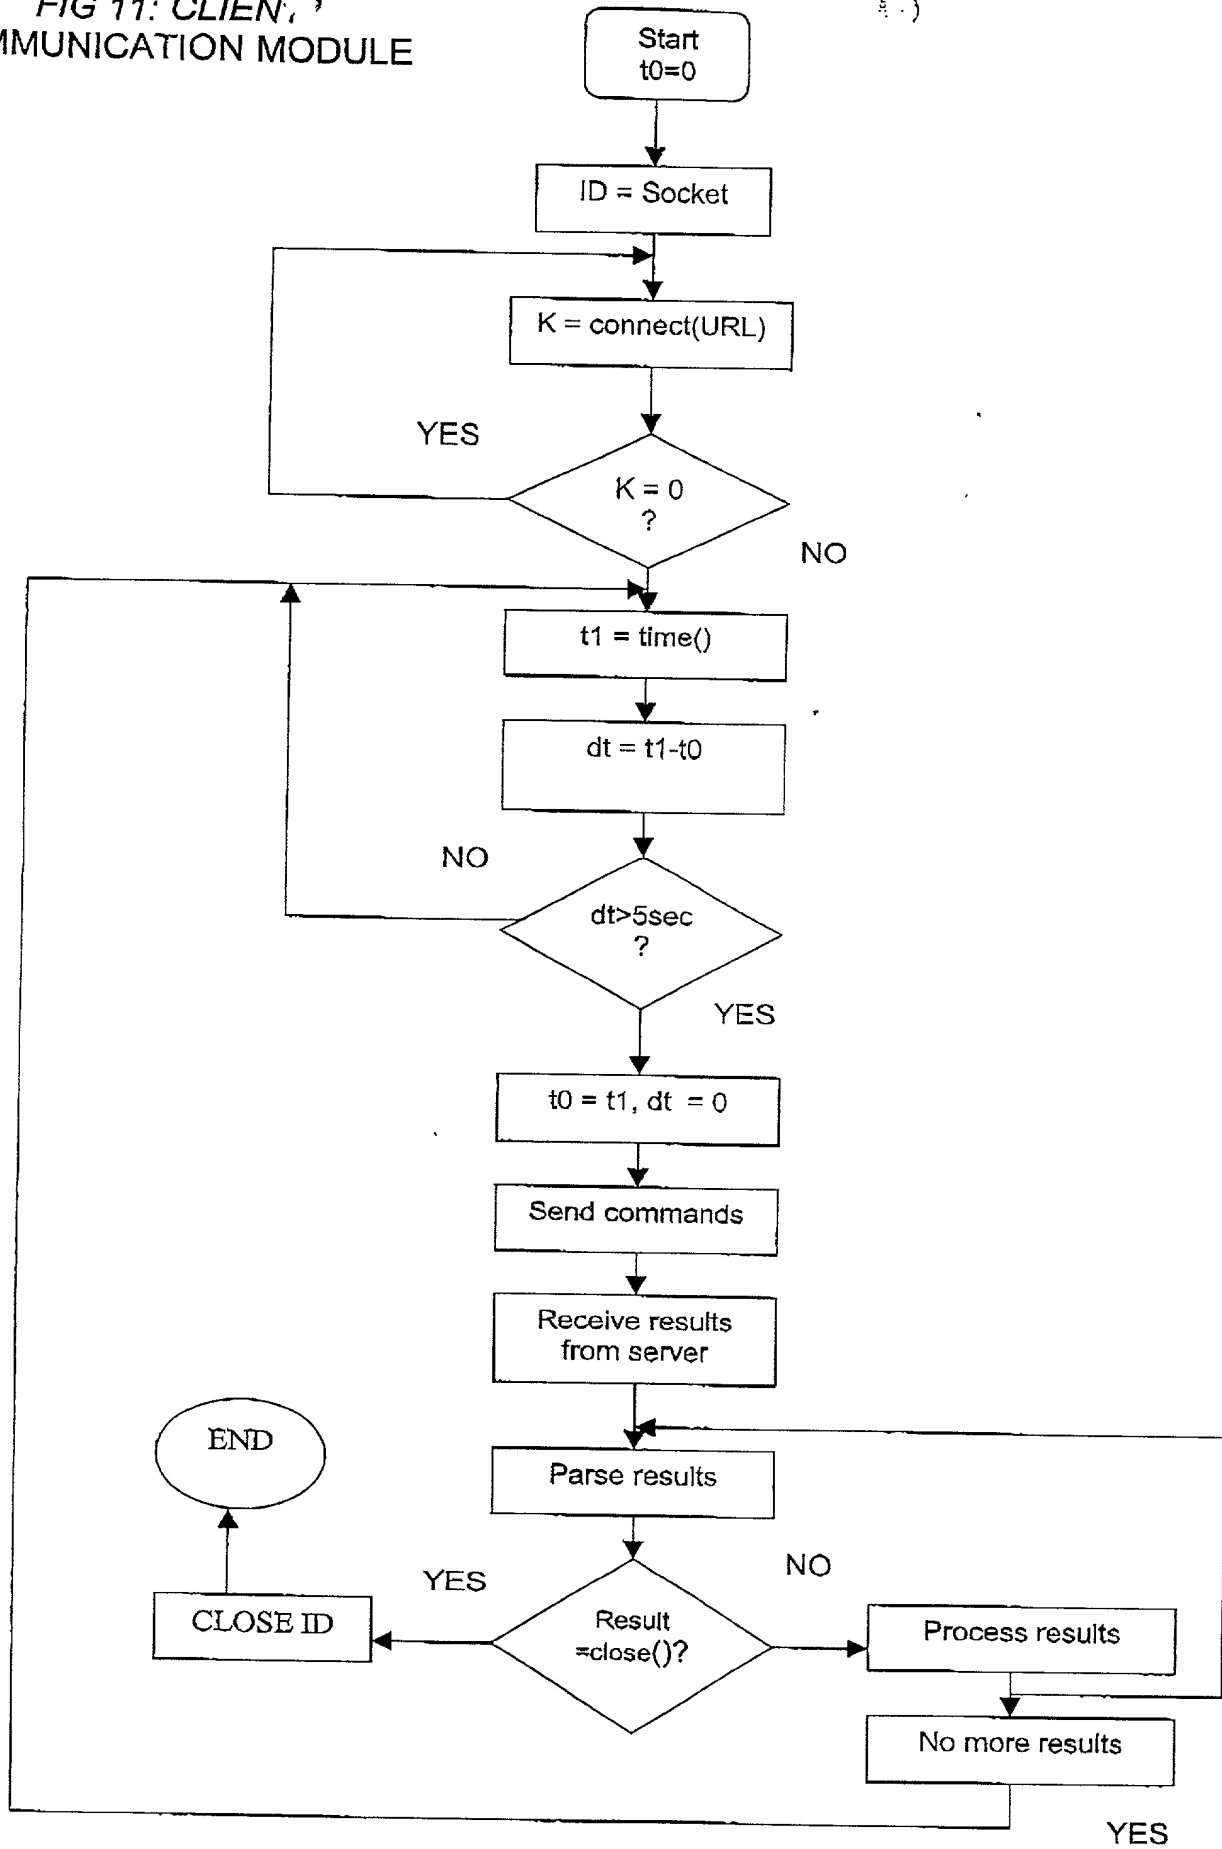 FIG 11:
MMUNICATION MODULE
Start
t0=0
ID = Socket
K = connect(URL)
YES
K = 0
?
NO
t1 = time()
dt = t1-t0
NO
dt>5sec
?
YES
t0 = t1, dt = 0
Send commands
Receive results
from server
END
Parse results
YES
NO
CLOSE ID
Result
=close()?
Process results
No more results
YES